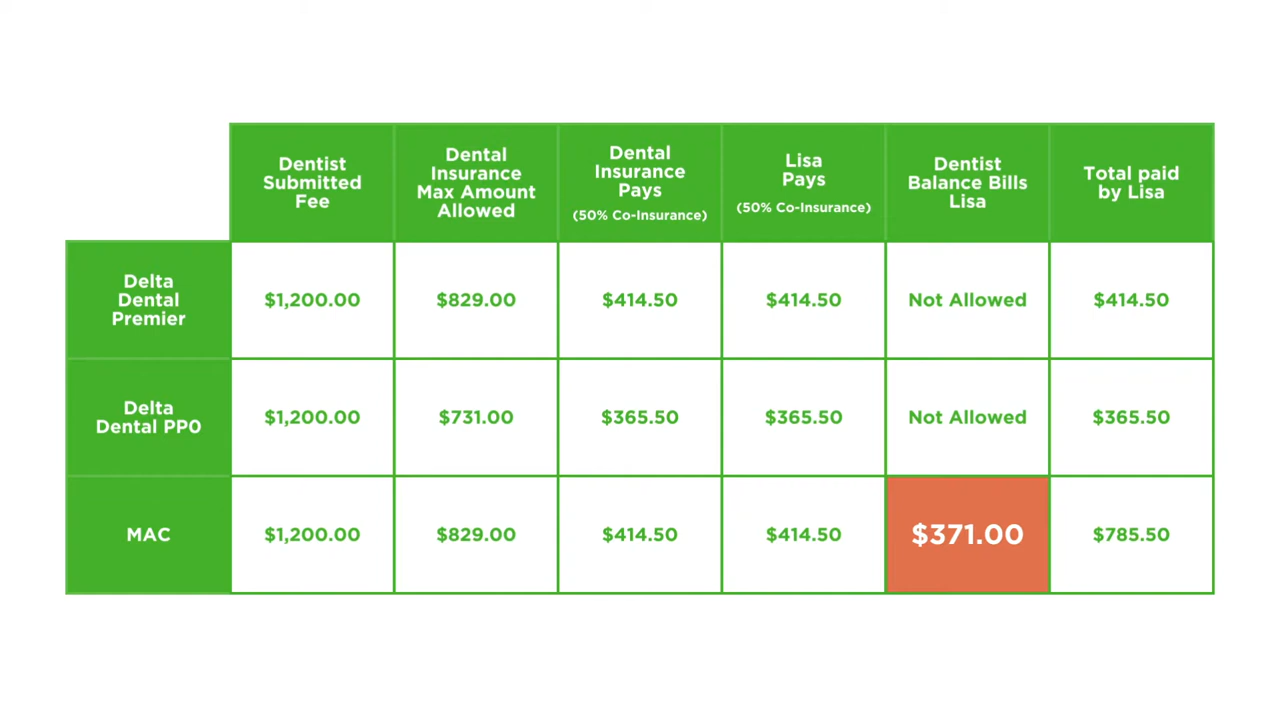 Dentist
Submitted
Fee
Dental
Insurance
Max Amount
Allowed
Dental
Insurance
Pays
(50% Co-Insurance)
Lisa
Pays
(50% Co-Insurance)
Dentist
Balance Bills
Lisa
Total paid
by Lisa
Delta
Dental
Premier
$1,200.00
$829.00
$414.50
$414.50
Not Allowed
$414.50
Delta
Dental PPO
$1,200.00
$731.00
$365.50
$365.50
Not Allowed
$365.50
MAC
$1,200.00
$829.00
$414.50
$414.50
$371.00
$785.50